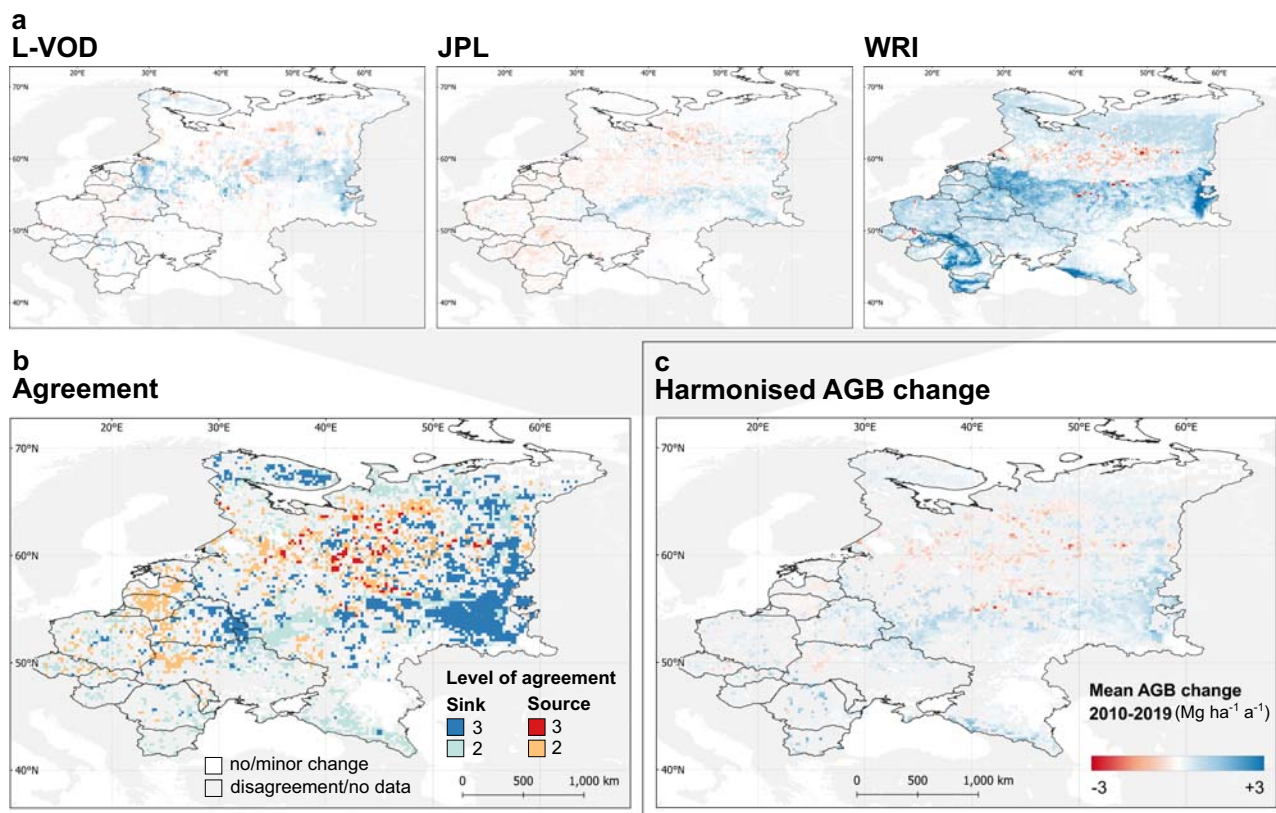 a
L-VOD
JPL
WRI
20°E 30°E 40°E 50°E 60°E
20°E 30°E 40°E 50°E 60°E
20°E 30°E 40°E 50°E 60°E
70°N
70°N
70°N
60°N
60°N
60°N
50°N
50°N
50°N
40°N
40°N
40°N
b
Agreement
20°E 30°E 40°E 50°E 60°E
70°N
60°N
50°N
40°N
Level of agreement
Sink Source
3 3
2 2
no/minor change
disagreement/no data
0 500 1,000 km
c
Harmonised AGB change
20°E 30°E 40°E 50°E 60°E
70°N
60°N
50°N
40°N
Mean AGB change
2010-2019 (Mg ha⁻¹ a⁻¹)
0 500 1,000 km
-3 +3